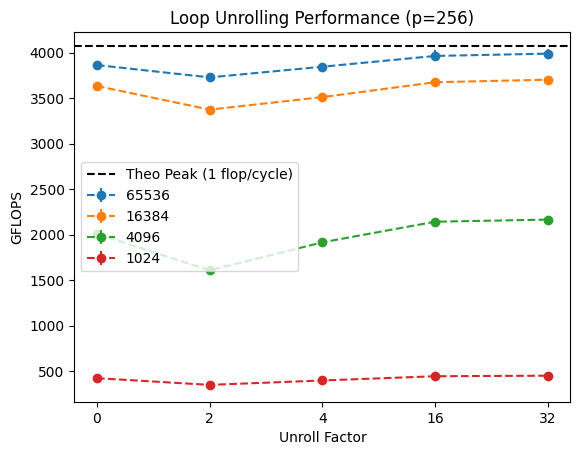 Loop Unrolling Performance (p=256)
4000
3500
3000
2500
2000
1500
1000
500
GFLOPS
Theo Peak (1 flop/cycle)
65536
16384
4096
1024
0 2 4 16 32
Unroll Factor